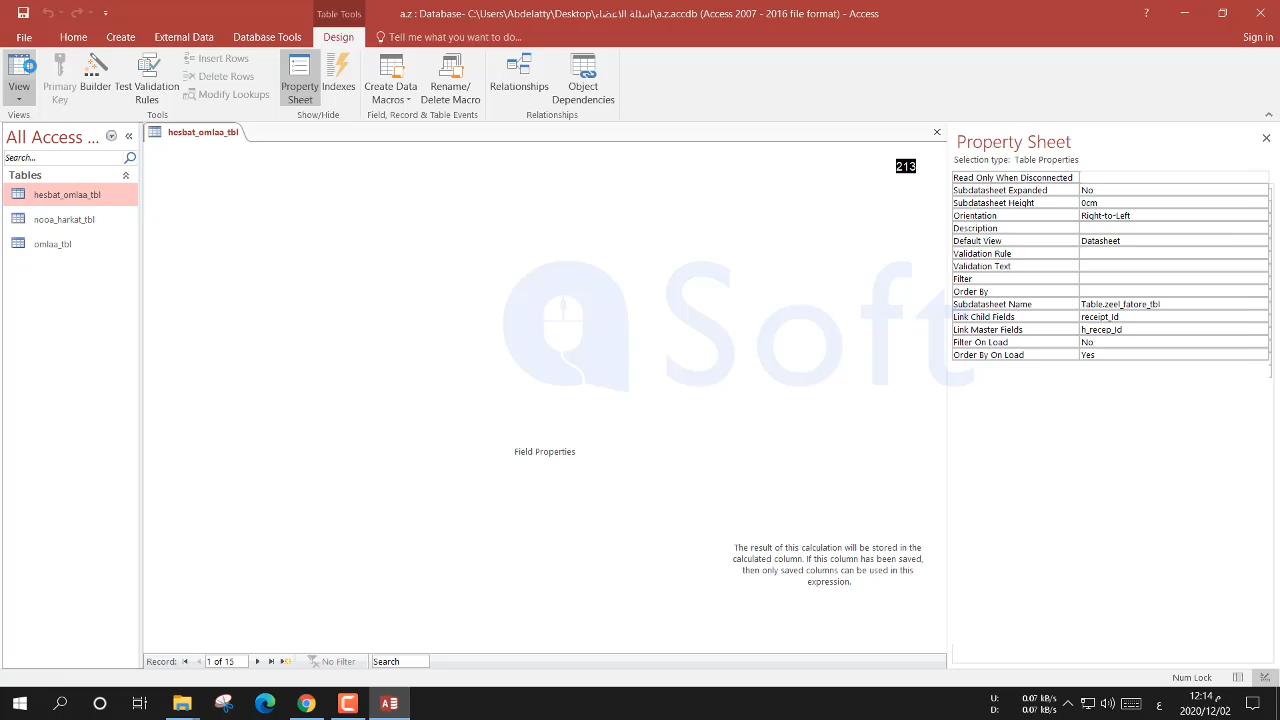 Table Tools
a.z : Database- C:\Users\Abdelatty\Desktop\اسئلة الاعضاء\a.z.accdb (Access 2007 - 2016 file format) - Access
?
File
Home
Create
External Data
Database Tools
Design
Tell me what you want to do...
Sign in
View
Primary Key
Builder
Test Validation Rules
Insert Rows
Delete Rows
Modify Lookups
Property Sheet
Indexes
Create Data Macros
Rename/ Delete Macro
Relationships
Object Dependencies
Views
Tools
Show/Hide
Field, Record & Table Events
Relationships
All Access ...
Search...
Tables
hesbat_omlaa_tbl
nooa_harkat_tbl
omlaa_tbl
hesbat_omlaa_tbl
213
Soft
Field Properties
The result of this calculation will be stored in the
calculated column. If this column has been saved,
then only saved columns can be used in this
expression.
Record:
1 of 15
No Filter
Search
Property Sheet
Selection type: Table Properties
Read Only When Disconnected
Subdatasheet Expanded No
Subdatasheet Height 0cm
Orientation Right-to-Left
Description
Default View Datasheet
Validation Rule
Validation Text
Filter
Order By
Subdatasheet Name Table.zeel_fatore_tbl
Link Child Fields receipt_id
Link Master Fields h_recep_id
Filter On Load No
Order By On Load Yes
Num Lock
U: 0.07 kB/s
D: 0.07 kB/s
ع
12:14 م
2020/12/02